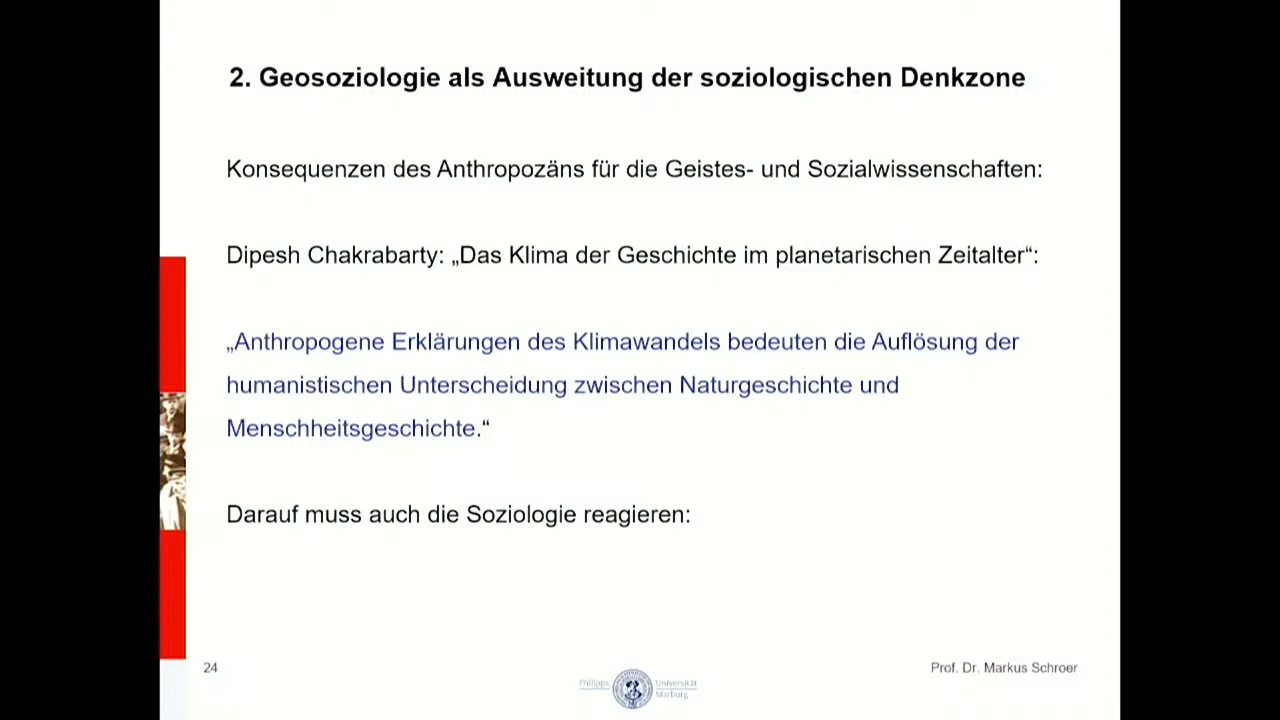 2. Geosoziologie als Ausweitung der soziologischen Denkzone
Konsequenzen des Anthropozäns für die Geistes- und Sozialwissenschaften:
Dipesh Chakrabarty: „Das Klima der Geschichte im planetarischen Zeitalter“:
„Anthropogene Erklärungen des Klimawandels bedeuten die Auflösung der
humanistischen Unterscheidung zwischen Naturgeschichte und
Menschheitsgeschichte.“
Darauf muss auch die Soziologie reagieren:
24
Prof. Dr. Markus Schroer
Philipps Universität
Marburg